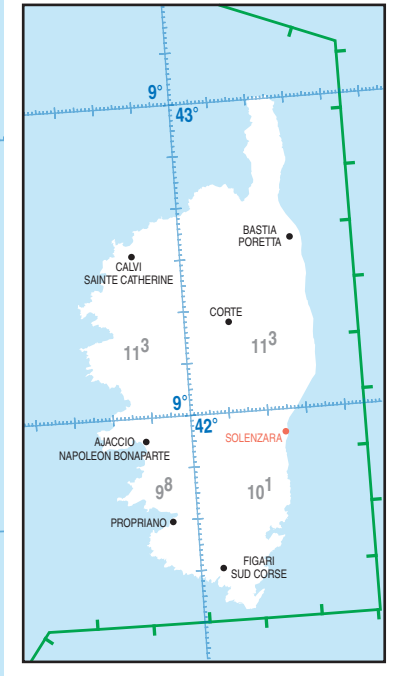 9°
43°
BASTIA
PORETTA
CALVI
SAINTE CATHERINE
CORTE
11³
11³
9°
42°
SOLENZARA
AJACCIO
NAPOLEON BONAPARTE
9⁸
10¹
PROPRIANO
FIGARI
SUD CORSE